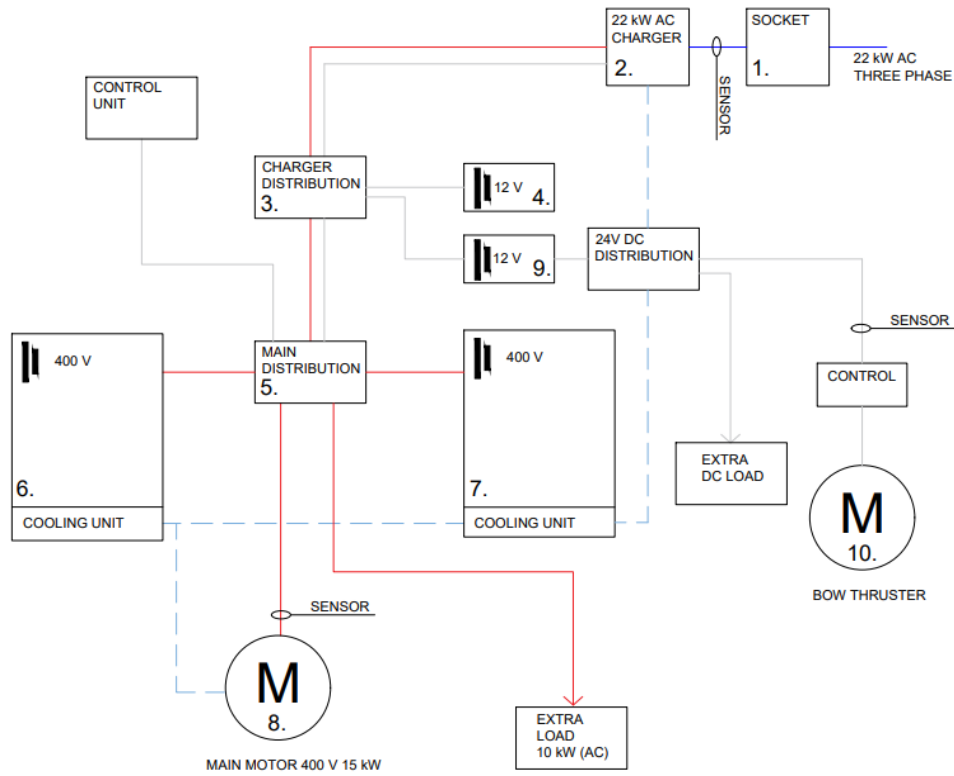 22 kW AC
CHARGER
2.
SOCKET
1.
22 kW AC
THREE PHASE
SENSOR
CONTROL
UNIT
CHARGER
DISTRIBUTION
3.
12 V
4.
12 V
9.
24V DC
DISTRIBUTION
SENSOR
400 V
6.
COOLING UNIT
MAIN
DISTRIBUTION
5.
400 V
7.
COOLING UNIT
CONTROL
EXTRA
DC LOAD
M
10.
BOW THRUSTER
SENSOR
M
8.
MAIN MOTOR 400 V 15 kW
EXTRA
LOAD
10 kW (AC)